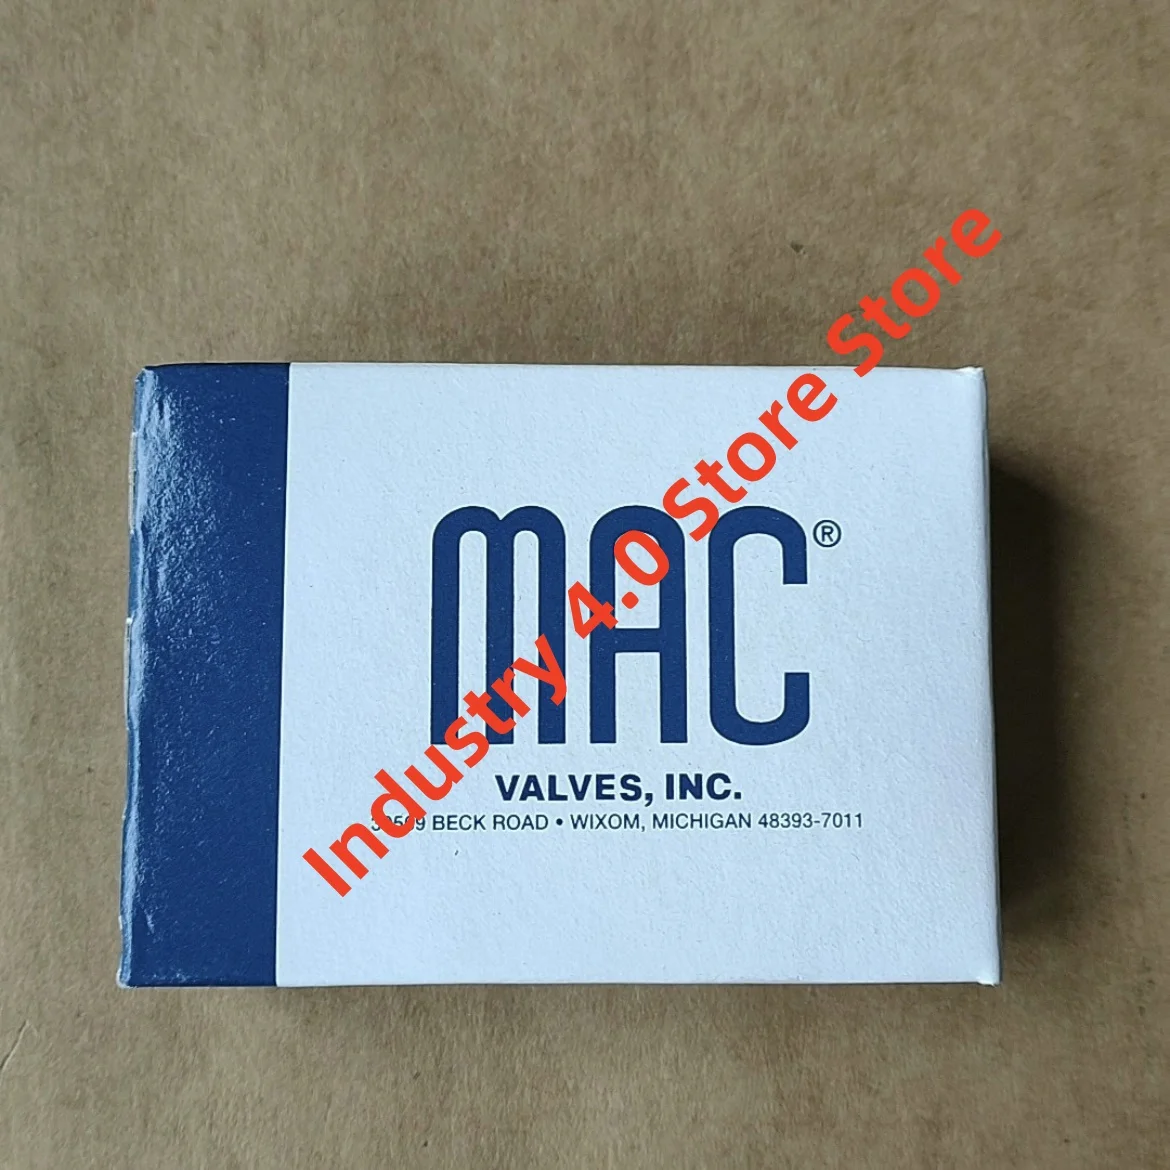 MAC®
VALVES, INC.
BECK ROAD • WIXOM, MICHIGAN 48393-7011
Industry 4.0 Store Store